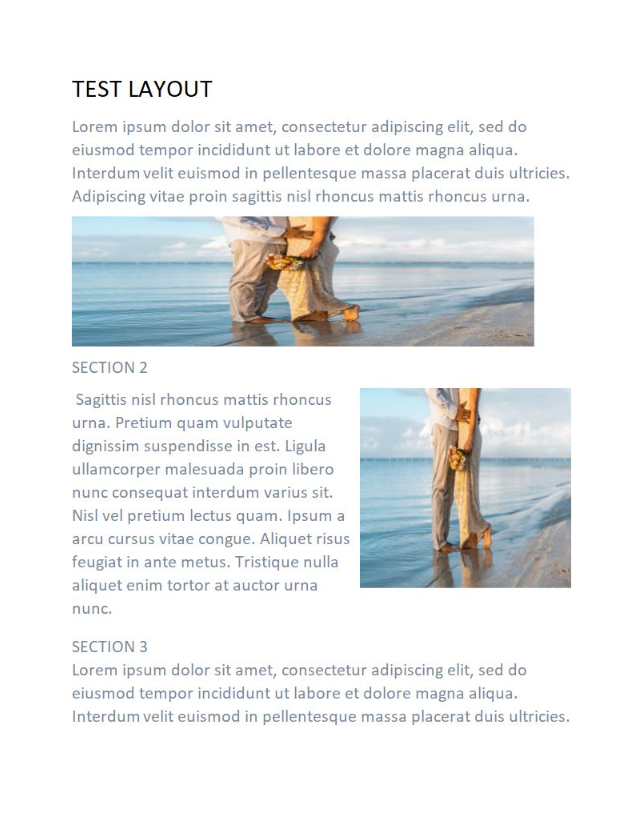 TEST LAYOUT
Lorem ipsum dolor sit amet, consectetur adipiscing elit, sed do
eiusmod tempor incididunt ut labore et dolore magna aliqua.
Interdum velit euismod in pellentesque massa placerat duis ultricies.
Adipiscing vitae proin sagittis nisl rhoncus mattis rhoncus urna.
SECTION 2
Sagittis nisl rhoncus mattis rhoncus
urna. Pretium quam vulputate
dignissim suspendisse in est. Ligula
ullamcorper malesuada proin libero
nunc consequat interdum varius sit.
Nisl vel pretium lectus quam. Ipsum a
arcu cursus vitae congue. Aliquet risus
feugiat in ante metus. Tristique nulla
aliquet enim tortor at auctor urna
nunc.
SECTION 3
Lorem ipsum dolor sit amet, consectetur adipiscing elit, sed do
eiusmod tempor incididunt ut labore et dolore magna aliqua.
Interdum velit euismod in pellentesque massa placerat duis ultricies.